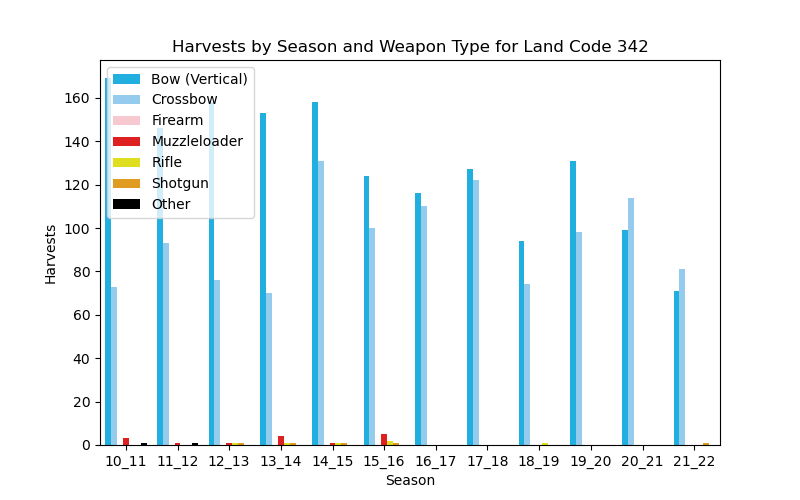 Harvests by Season and Weapon Type for Land Code 342
Bow (Vertical)
Crossbow
Firearm
Muzzleloader
Rifle
Shotgun
Other
160
140
120
100
80
60
40
20
0
Harvests
10_11
11_12
12_13
13_14
14_15
15_16
16_17
17_18
18_19
19_20
20_21
21_22
Season